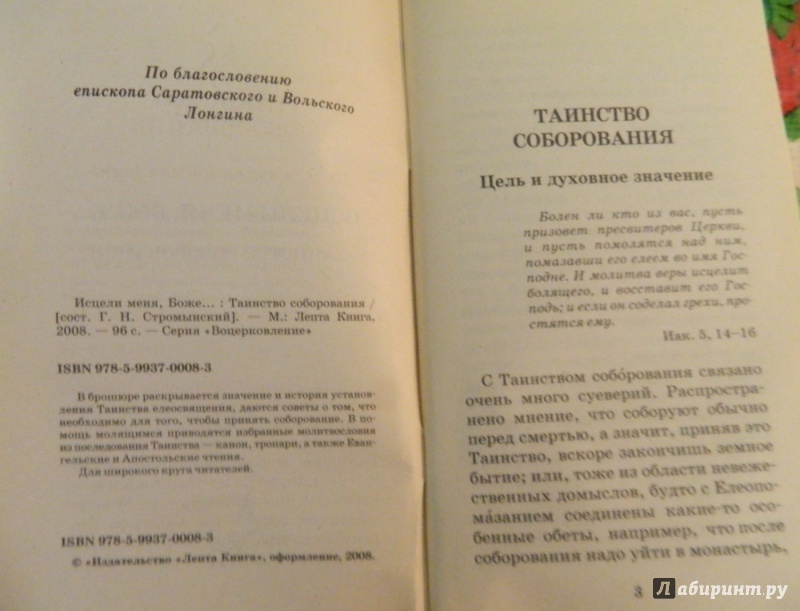 По благословению
епископа Саратовского и Вольского
Лонгина
Исцели меня, Боже... : Таинство соборования /
[сост. Г. Н. Стромынский]. — М.: Лепта Книга,
2008. — 96 с. — Серия «Воцерковление»
ISBN 978-5-9937-0008-3
В брошюре раскрывается значение и история установ-
ления Таинства елеосвящения, даются советы о том, что
необходимо для того, чтобы принять соборование. В по-
мощь молящимся приводятся избранные молитвословия
из последования Таинства — канон, тропари, а также Еван-
гельские и Апостольские чтения.
Для широкого круга читателей.
ISBN 978-5-9937-0008-3
© «Издательство «Лепта Книга», оформление, 2008.
ТАИНСТВО
СОБОРОВАНИЯ
Цель и духовное значение
Болен ли кто из вас, пусть
призовет пресвитеров Церкви,
и пусть помолятся над ним,
помазавши его елеем во имя Гос-
подне. И молитва веры исцелит
болящего, и восставит его Гос-
подь; и если он соделал грехи, про-
стятся ему.
Иак. 5, 14–16
С Таинством собо́рования связано
очень много суеверий. Распростра-
нено мнение, что соборуют обычно
перед смертью, а значит, приняв это
Таинство, вскоре закончишь земное
бытие; или, тоже из области невеже-
ственных домыслов, будто с Елеопо-
ма́занием соединены какие-то осо-
бенные обеты, например, что после
соборования надо уйти в монастырь,
3
Лабиринт.ру